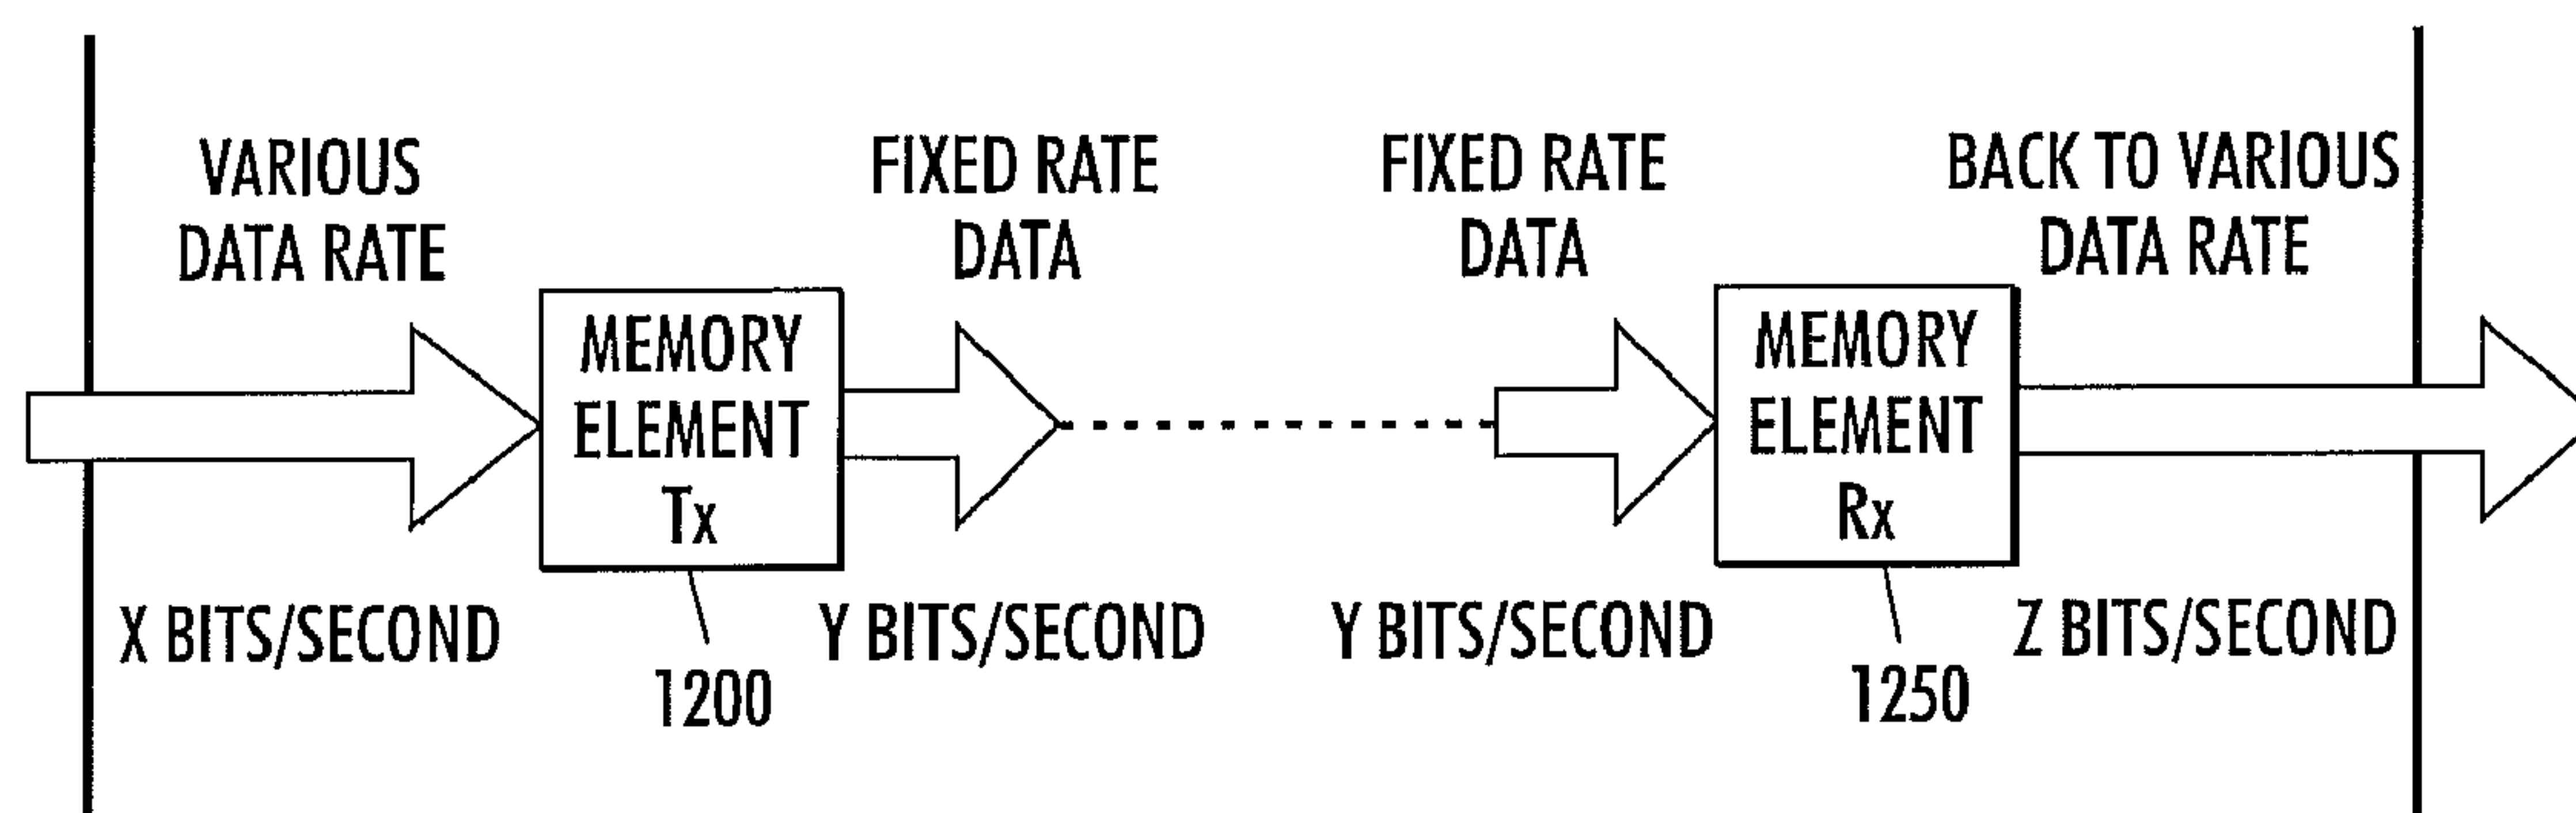 VARIOUS
DATA RATE
FIXED RATE
DATA
FIXED RATE
DATA
BACK TO VARIOUS
DATA RATE
MEMORY
ELEMENT
Tx
MEMORY
ELEMENT
Rx
X BITS/SECOND
1200
Y BITS/SECOND
Y BITS/SECOND
1250
Z BITS/SECOND